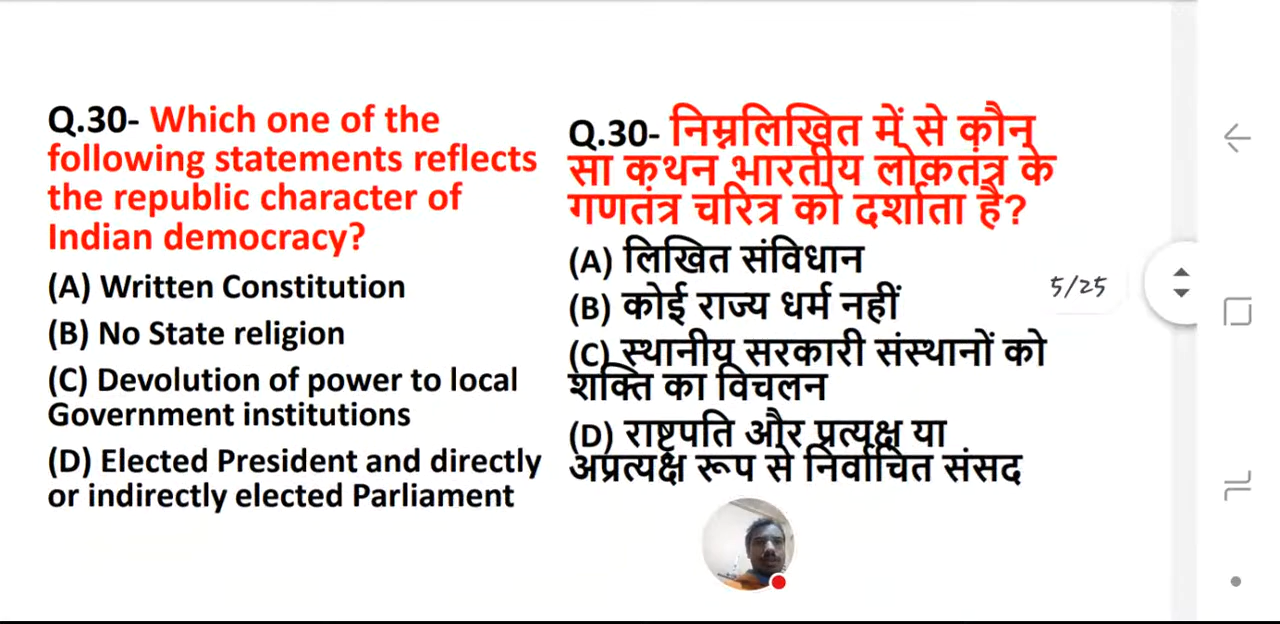 Q.30- Which one of the
following statements reflects
the republic character of
Indian democracy?
(A) Written Constitution
(B) No State religion
(C) Devolution of power to local
Government institutions
(D) Elected President and directly
or indirectly elected Parliament
Q.30- निम्नलिखित में से कौन
सा कथन भारतीय लोकतंत्र के
गणतंत्र चरित्र को दर्शाता है?
(A) लिखित संविधान
(B) कोई राज्य धर्म नहीं
(C) स्थानीय सरकारी संस्थानों को
शक्ति का विचलन
(D) राष्ट्रपति और प्रत्यक्ष या
अप्रत्यक्ष रूप से निर्वाचित संसद
5/25